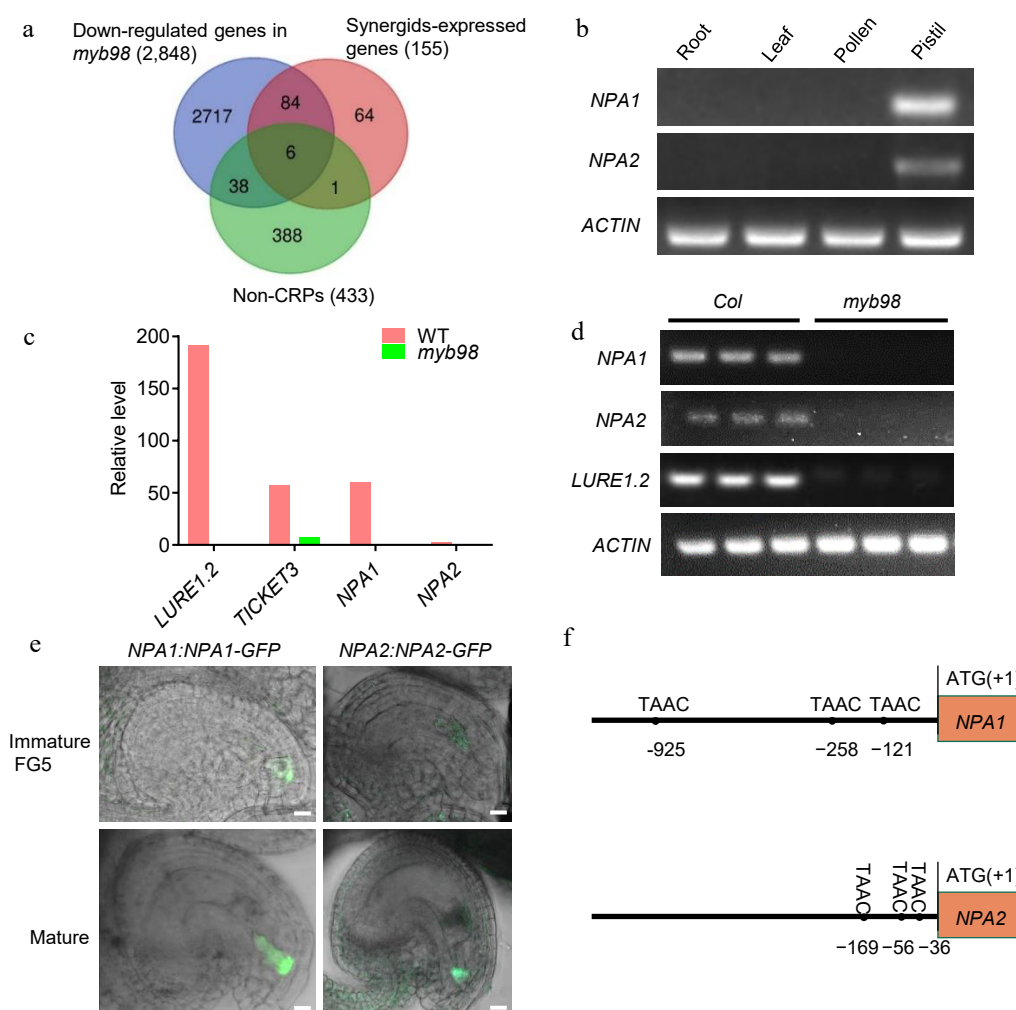 a
Down-regulated genes in
myb98 (2,848)
Synergids-expressed
genes (155)
2717
84
64
6
38
1
388
Non-CRPs (433)
b
Root
Leaf
Pollen
Pistil
NPA1
NPA2
ACTIN
c
WT
myb98
Relative level
200
150
100
50
0
LURE1.2
TICKET3
NPA1
NPA2
d
Col
myb98
NPA1
NPA2
LURE1.2
ACTIN
e
NPA1:NPA1-GFP
NPA2:NPA2-GFP
Immature
FG5
Mature
f
TAAC
TAAC
TAAC
ATG(+1)
NPA1
-925
−258
−121
TAAC
TAAC
TAAC
ATG(+1)
NPA2
−169
−56
−36